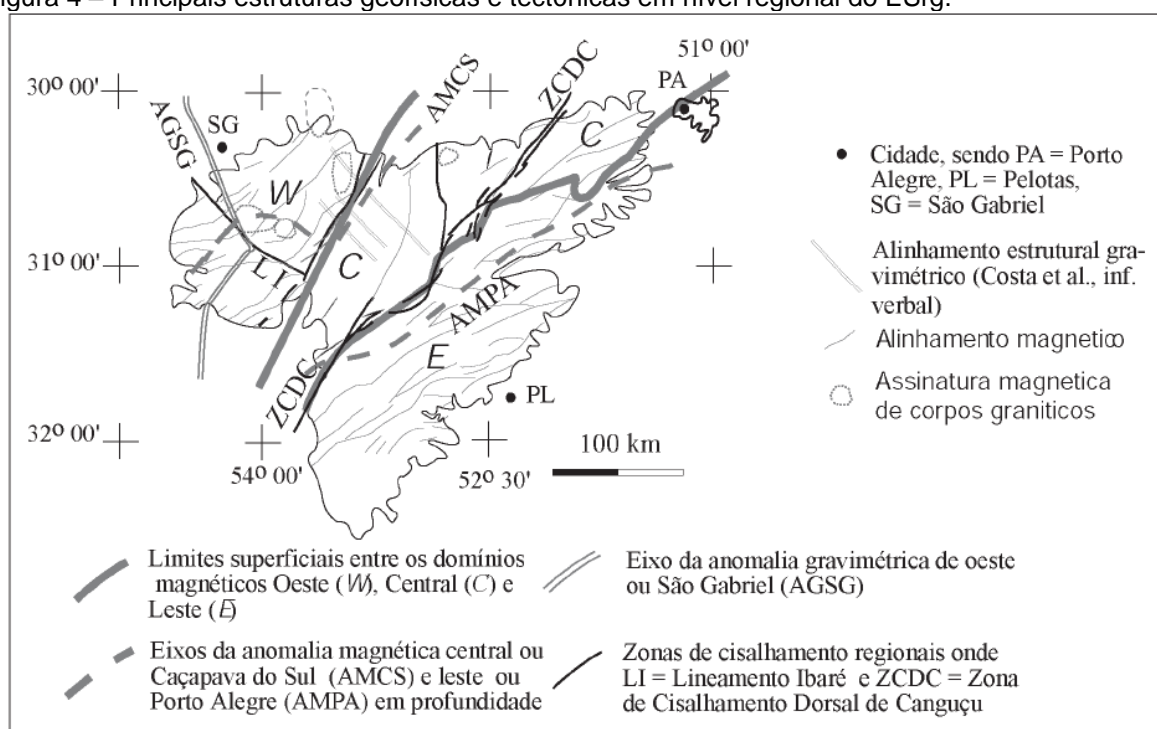 Figura 4 – Principais estruturas geofísicas e tectônicas em nível regional do ESrg.
51º 00'
30º 00'
PA
AMCS
ZCDC
AGSG
SG
C
W
31º 00'
LI
C
AMPA
E
ZCDC
PL
32º 00'
100 km
54º 00'
52º 30'
Cidade, sendo PA = Porto
Alegre, PL = Pelotas,
SG = São Gabriel
Alinhamento estrutural gra-
vimétrico (Costa et al., inf.
verbal)
Alinhamento magnetico
Assinatura magnetica
de corpos graniticos
Limites superficiais entre os domínios
magnéticos Oeste (W), Central (C) e
Leste (E)
Eixos da anomalia magnética central ou
Caçapava do Sul (AMCS) e leste ou
Porto Alegre (AMPA) em profundidade
Eixo da anomalia gravimétrica de oeste
ou São Gabriel (AGSG)
Zonas de cisalhamento regionais onde
LI = Lineamento Ibaré e ZCDC = Zona
de Cisalhamento Dorsal de Canguçu